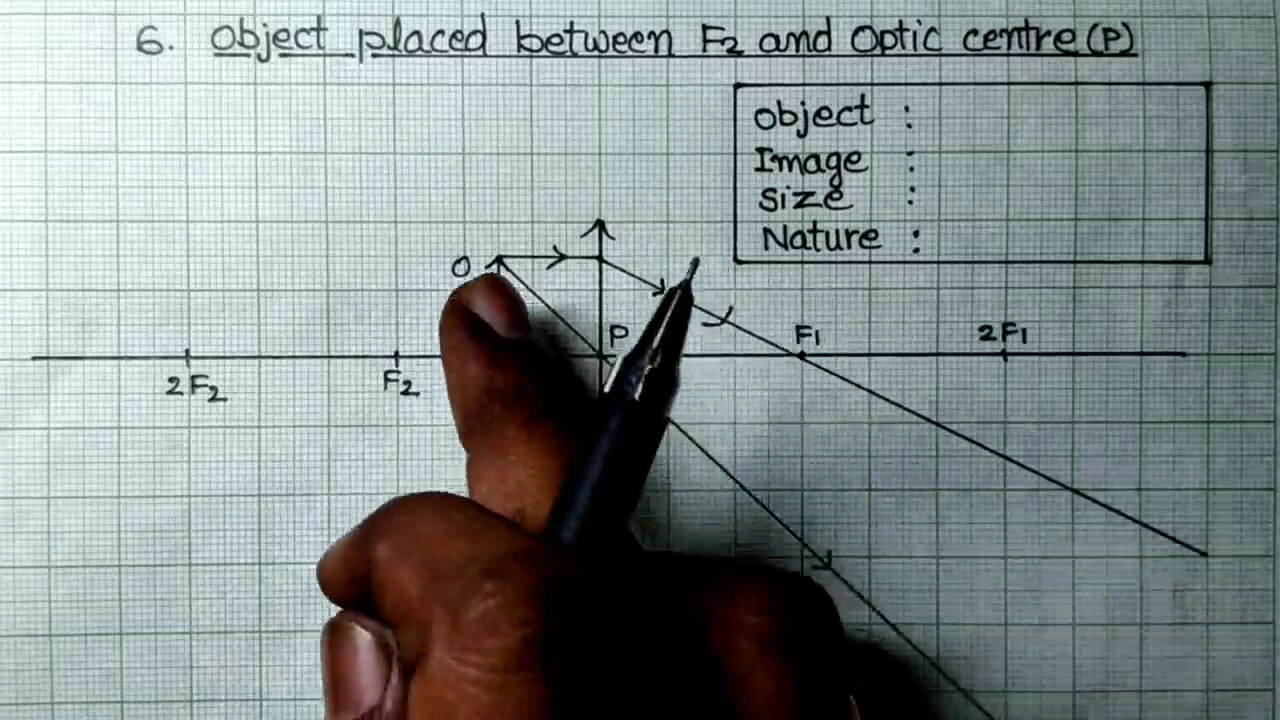 6. Object placed between F2 and Optic centre (P)
Object :
Image :
Size :
Nature :
O
P
F1
2F1
2F2
F2